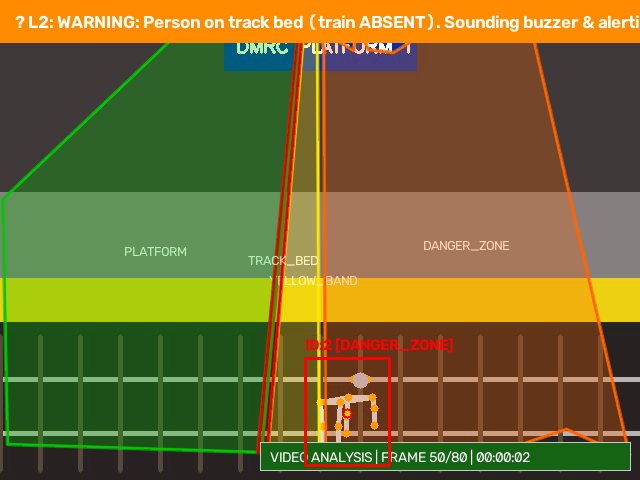 ? L2: WARNING: Person on track bed (train ABSENT). Sounding buzzer & alerti
DMRC PLATFORM 1
PLATFORM
DANGER_ZONE
TRACK_BED
YELLOW_BAND
ID:2 [DANGER_ZONE]
VIDEO ANALYSIS | FRAME 50/80 | 00:00:02